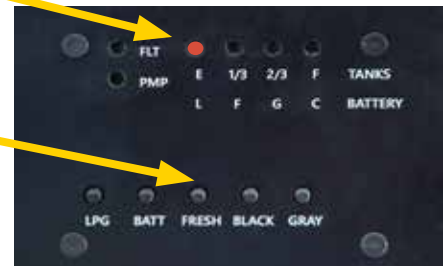 FLT
E 1/3 2/3 F TANKS
PMP
L F G C BATTERY
LPG BATT FRESH BLACK GRAY